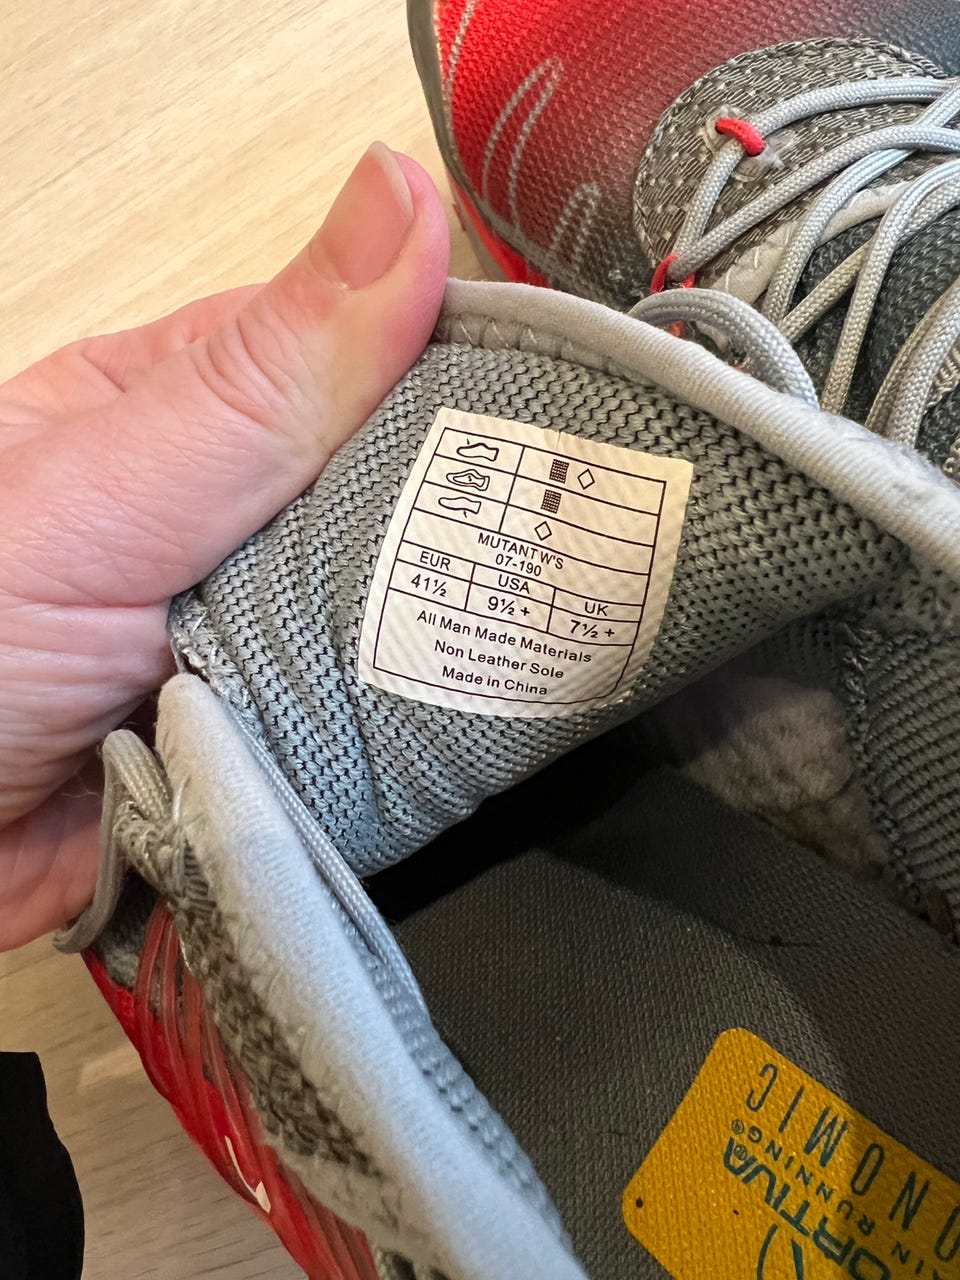 MUTANT W'S
07-190
EUR USA UK
41½ 9½ + 7½ +
All Man Made Materials
Non Leather Sole
Made in China
RUNNING®
NOMIC